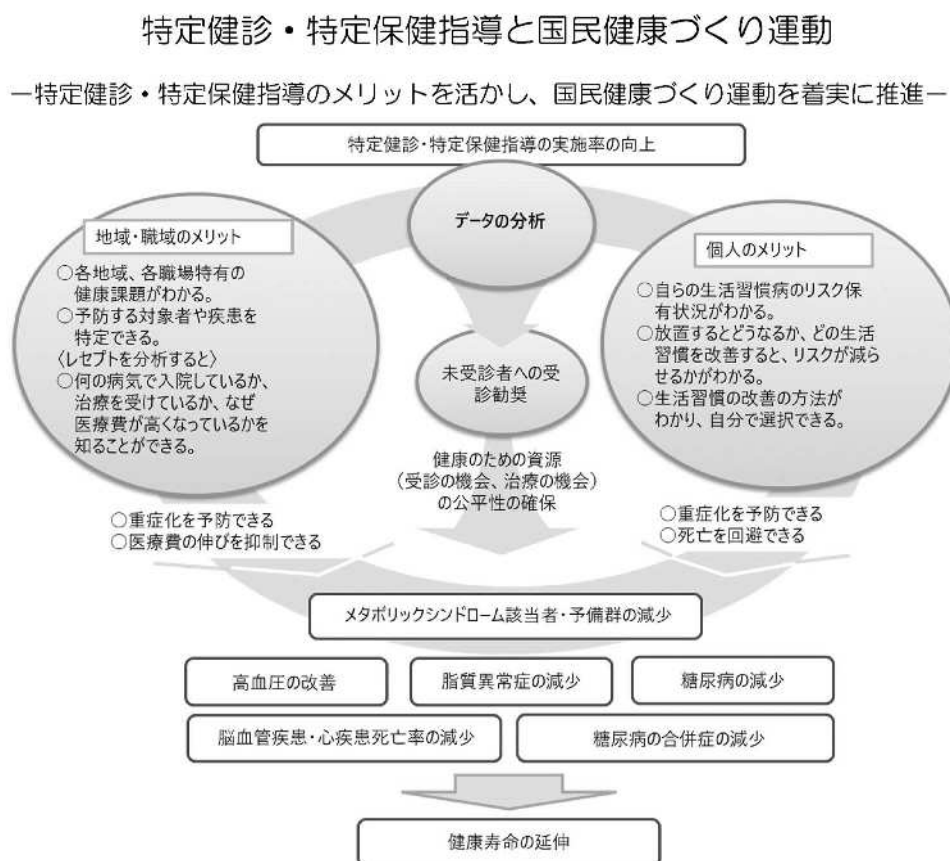 特定健診・特定保健指導と国民健康づくり運動
－特定健診・特定保健指導のメリットを活かし、国民健康づくり運動を着実に推進－
特定健診・特定保健指導の実施率の向上
データの分析
地域・職域のメリット
○各地域、各職場特有の
健康課題がわかる。
○予防する対象者や疾患を
特定できる。
〈レセプトを分析すると〉
○何の病気で入院しているか、
治療を受けているか、なぜ
医療費が高くなっているかを
知ることができる。
個人のメリット
○自らの生活習慣病のリスク保
有状況がわかる。
○放置するとどうなるか、どの生活
習慣を改善すると、リスクが減ら
せるかがわかる。
○生活習慣の改善の方法が
わかり、自分で選択できる。
未受診者への受
診勧奨
健康のための資源
（受診の機会、治療の機会）
の公平性の確保
○重症化を予防できる
○医療費の伸びを抑制できる
○重症化を予防できる
○死亡を回避できる
メタボリックシンドローム該当者・予備群の減少
高血圧の改善
脂質異常症の減少
糖尿病の減少
脳血管疾患・心疾患死亡率の減少
糖尿病の合併症の減少
健康寿命の延伸